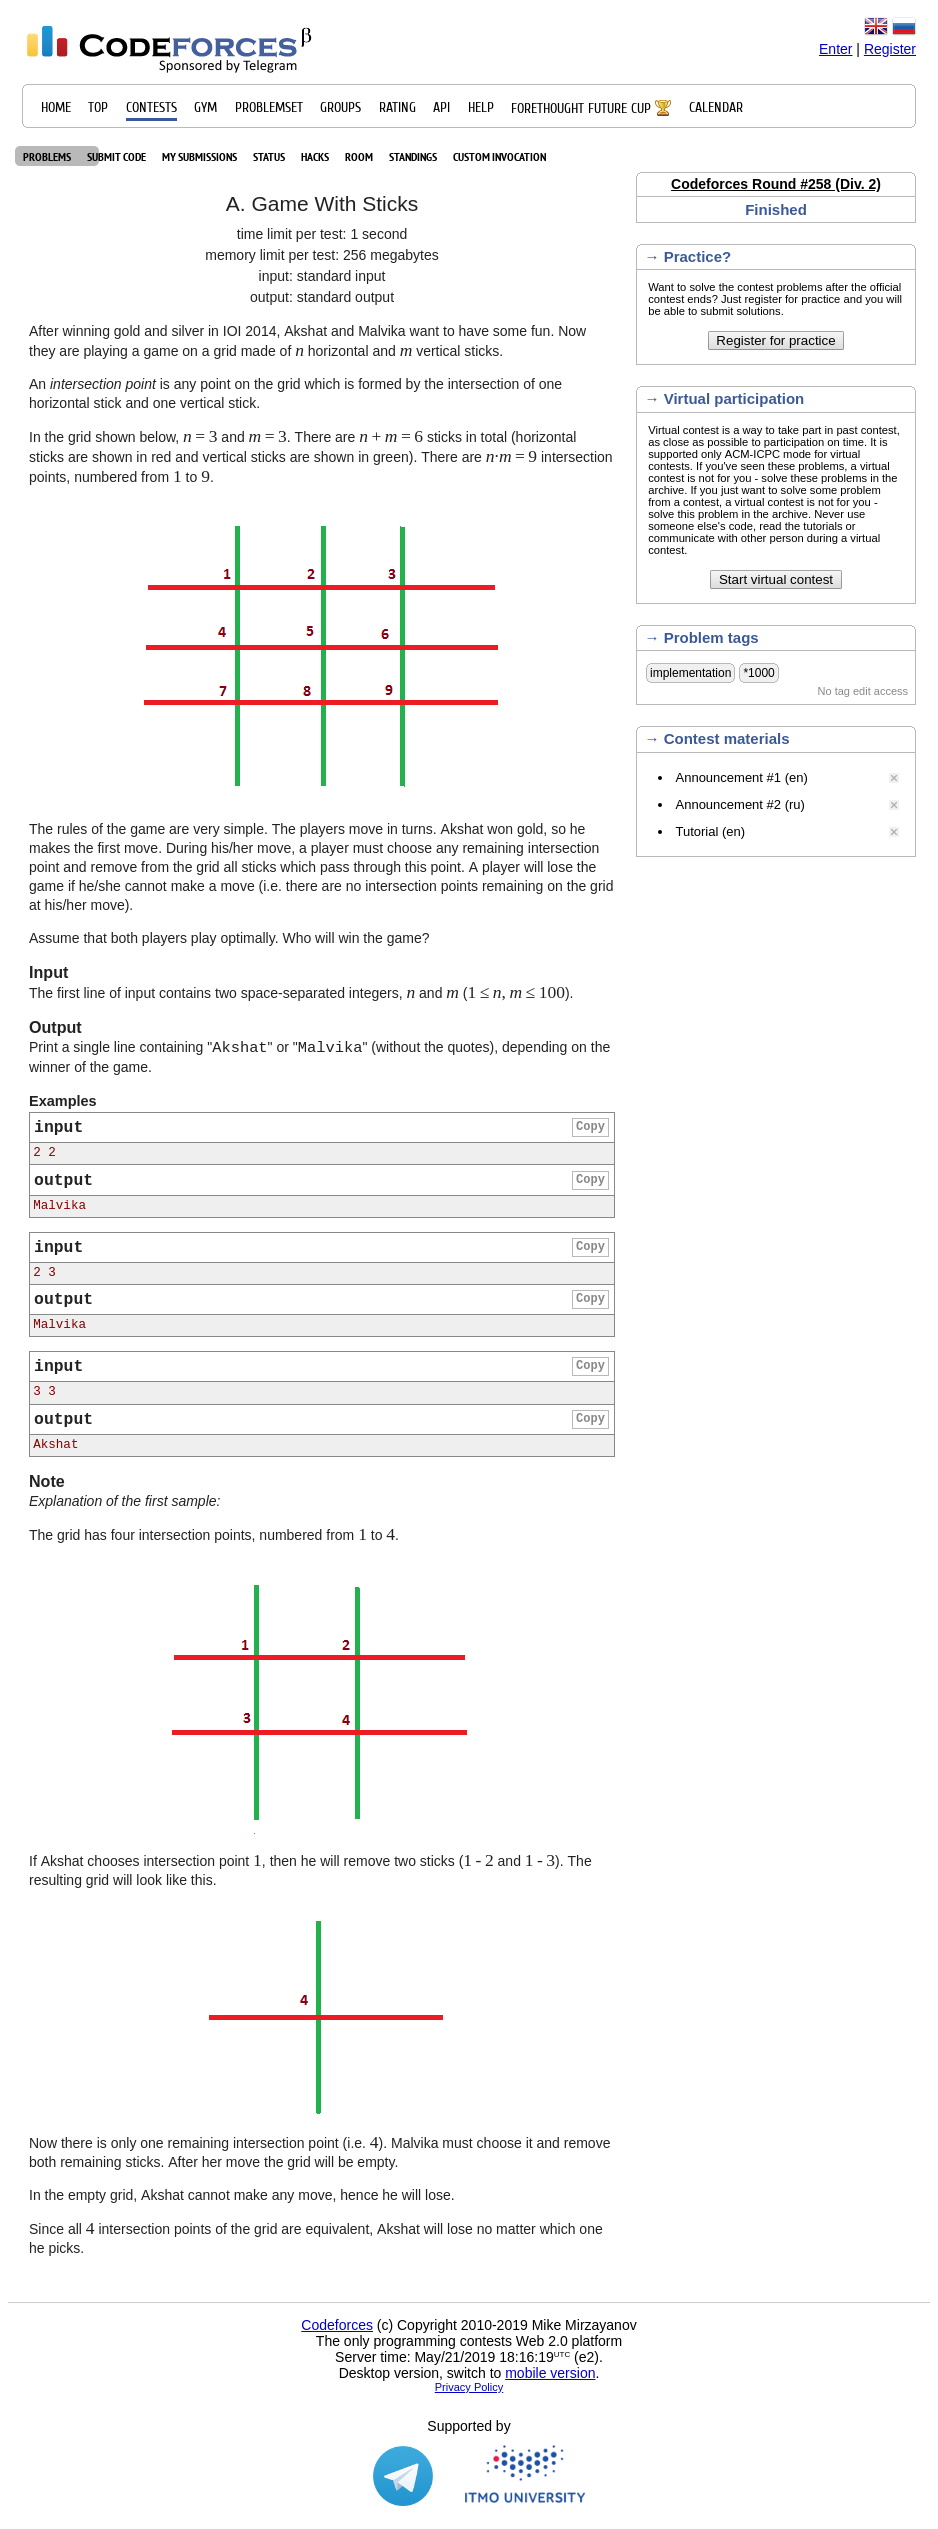 CODEFORCES β
Sponsored by Telegram
Enter | Register
HOME TOP CONTESTS GYM PROBLEMSET GROUPS RATING API HELP FORETHOUGHT FUTURE CUP CALENDAR
PROBLEMS SUBMIT CODE MY SUBMISSIONS STATUS HACKS ROOM STANDINGS CUSTOM INVOCATION
A. Game With Sticks
time limit per test: 1 second
memory limit per test: 256 megabytes
input: standard input
output: standard output
After winning gold and silver in IOI 2014, Akshat and Malvika want to have some fun. Now
they are playing a game on a grid made of n horizontal and m vertical sticks.
An intersection point is any point on the grid which is formed by the intersection of one
horizontal stick and one vertical stick.
In the grid shown below, n = 3 and m = 3. There are n + m = 6 sticks in total (horizontal
sticks are shown in red and vertical sticks are shown in green). There are n·m = 9 intersection
points, numbered from 1 to 9.
1 2 3
4 5 6
7 8 9
The rules of the game are very simple. The players move in turns. Akshat won gold, so he
makes the first move. During his/her move, a player must choose any remaining intersection
point and remove from the grid all sticks which pass through this point. A player will lose the
game if he/she cannot make a move (i.e. there are no intersection points remaining on the grid
at his/her move).
Assume that both players play optimally. Who will win the game?
Input
The first line of input contains two space-separated integers, n and m (1 ≤ n, m ≤ 100).
Output
Print a single line containing "Akshat" or "Malvika" (without the quotes), depending on the
winner of the game.
Examples
input Copy
2 2
output Copy
Malvika
input Copy
2 3
output Copy
Malvika
input Copy
3 3
output Copy
Akshat
Note
Explanation of the first sample:
The grid has four intersection points, numbered from 1 to 4.
1 2
3 4
If Akshat chooses intersection point 1, then he will remove two sticks (1 - 2 and 1 - 3). The
resulting grid will look like this.
4
Now there is only one remaining intersection point (i.e. 4). Malvika must choose it and remove
both remaining sticks. After her move the grid will be empty.
In the empty grid, Akshat cannot make any move, hence he will lose.
Since all 4 intersection points of the grid are equivalent, Akshat will lose no matter which one
he picks.
Codeforces Round #258 (Div. 2)
Finished
→ Practice?
Want to solve the contest problems after the official
contest ends? Just register for practice and you will
be able to submit solutions.
Register for practice
→ Virtual participation
Virtual contest is a way to take part in past contest,
as close as possible to participation on time. It is
supported only ACM-ICPC mode for virtual
contests. If you've seen these problems, a virtual
contest is not for you - solve these problems in the
archive. If you just want to solve some problem
from a contest, a virtual contest is not for you -
solve this problem in the archive. Never use
someone else's code, read the tutorials or
communicate with other person during a virtual
contest.
Start virtual contest
→ Problem tags
implementation *1000
No tag edit access
→ Contest materials
• Announcement #1 (en)
• Announcement #2 (ru)
• Tutorial (en)
Codeforces (c) Copyright 2010-2019 Mike Mirzayanov
The only programming contests Web 2.0 platform
Server time: May/21/2019 18:16:19UTC (e2).
Desktop version, switch to mobile version.
Privacy Policy
Supported by
ITMO UNIVERSITY